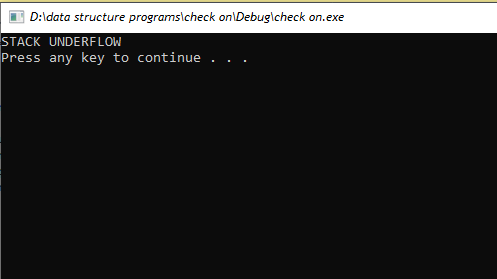 D:\data structure programs\check on\Debug\check on.exe
STACK UNDERFLOW
Press any key to continue . . .